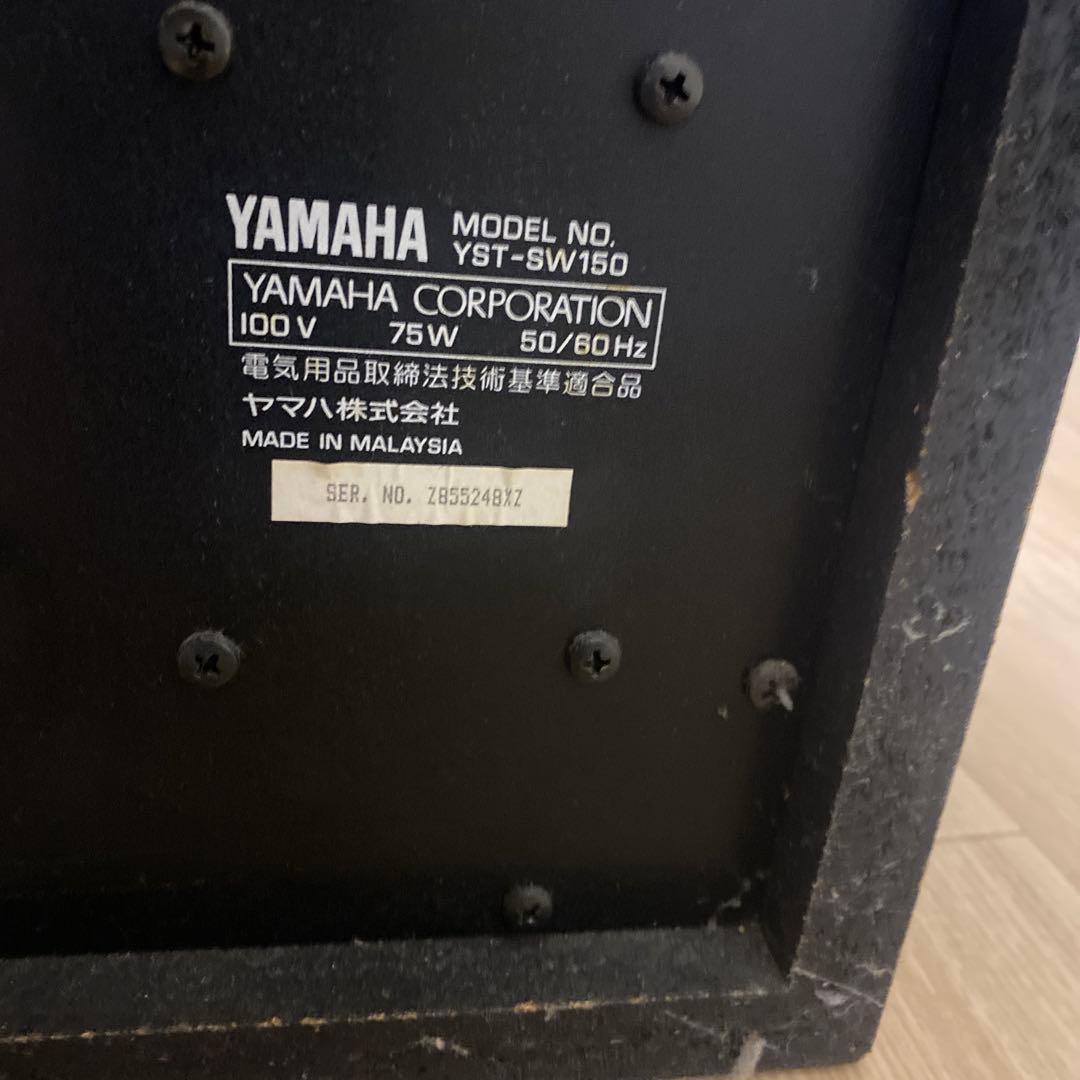 YAMAHA MODEL NO.
YST-SW150
YAMAHA CORPORATION
100V 75W 50/60Hz
電気用品取締法技術基準適合品
ヤマハ株式会社
MADE IN MALAYSIA
SER. NO. Z855248XZ